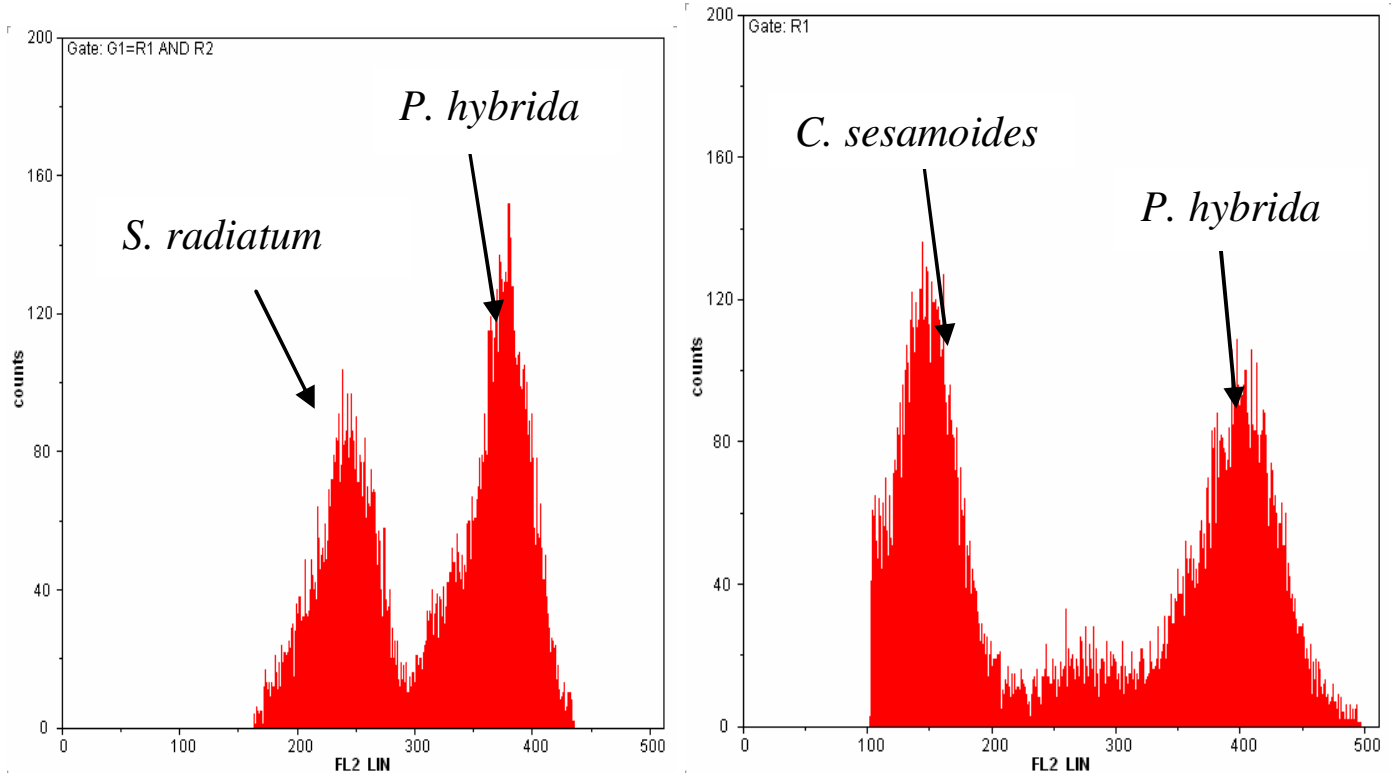 Gate: G1=R1 AND R2
P. hybrida
S. radiatum
counts
200
160
120
80
40
0
0 100 200 300 400 500
FL2 LIN
Gate: R1
C. sesamoides
P. hybrida
counts
200
160
120
80
40
0
0 100 200 300 400 500
FL2 LIN